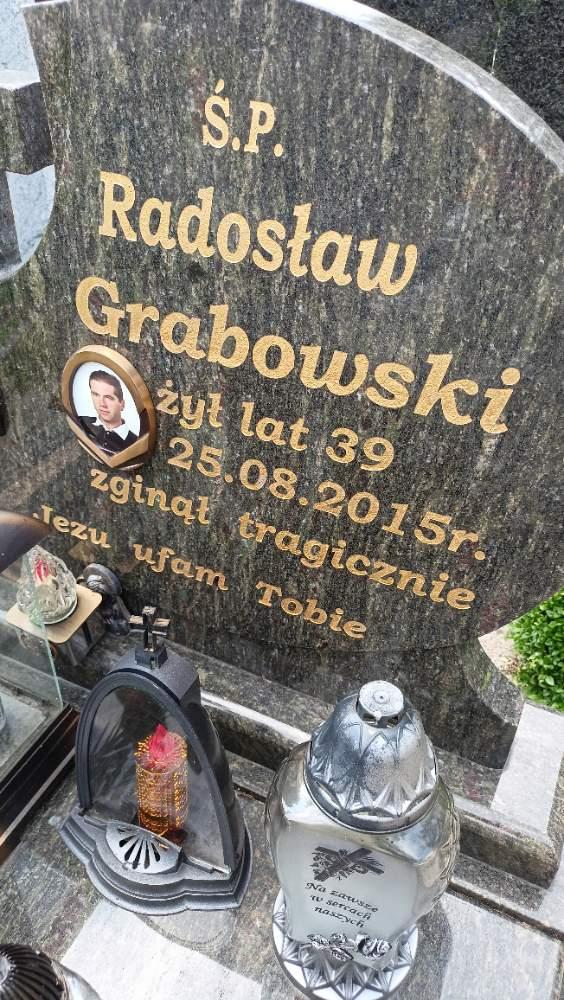 Ś.P.
Radosław
Grabowski
żył lat 39
25.08.2015r.
zginął tragicznie
Jezu ufam Tobie
Na zawsze
w sercach
naszych